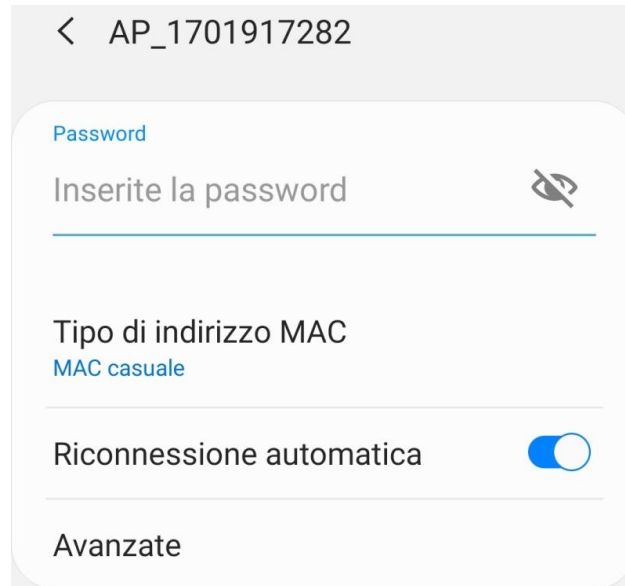 AP_1701917282
Password
Inserite la password
Tipo di indirizzo MAC
MAC casuale
Riconnessione automatica
Avanzate